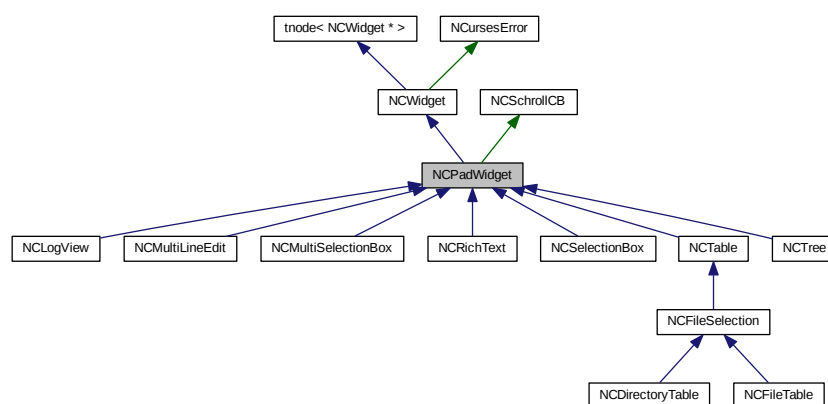 tnode< NCWidget * >
NCursesError
NCWidget
NCSchrollCB
NCPadWidget
NCLogView
NCMultiLineEdit
NCMultiSelectionBox
NCRichText
NCSelectionBox
NCTable
NCTree
NCFileSelection
NCDirectoryTable
NCFileTable